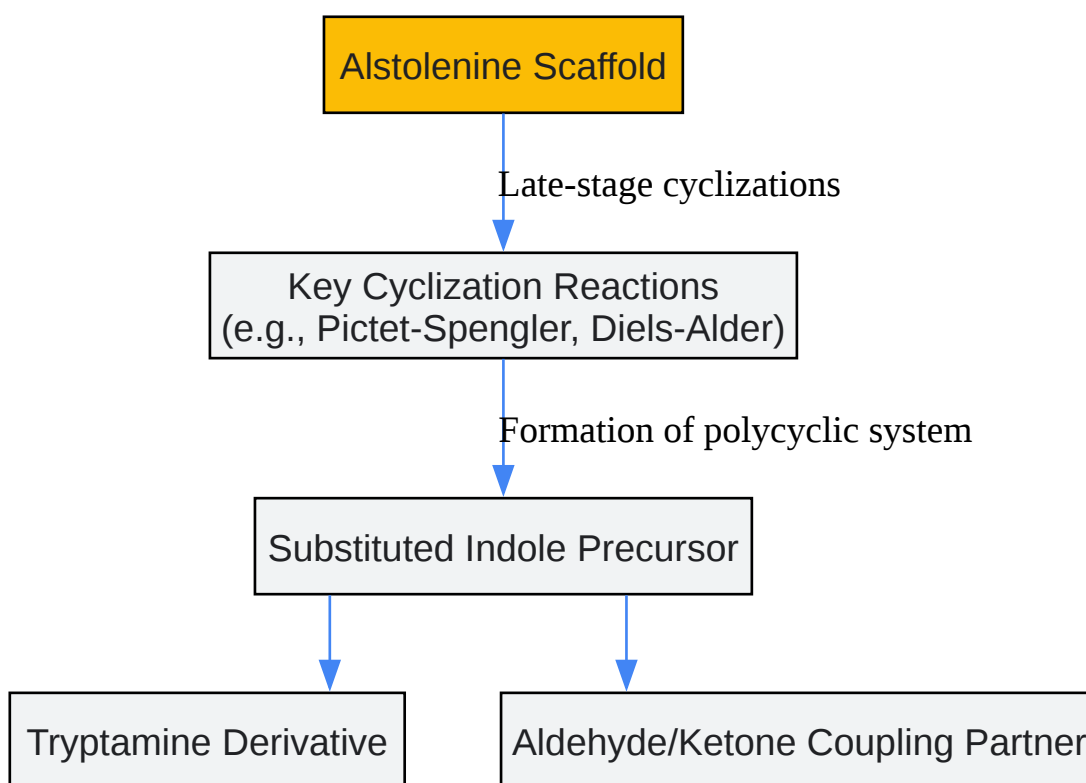 Alstolenine Scaffold
Late-stage cyclizations
Key Cyclization Reactions
(e.g., Pictet-Spengler, Diels-Alder)
Formation of polycyclic system
Substituted Indole Precursor
Tryptamine Derivative
Aldehyde/Ketone Coupling Partner